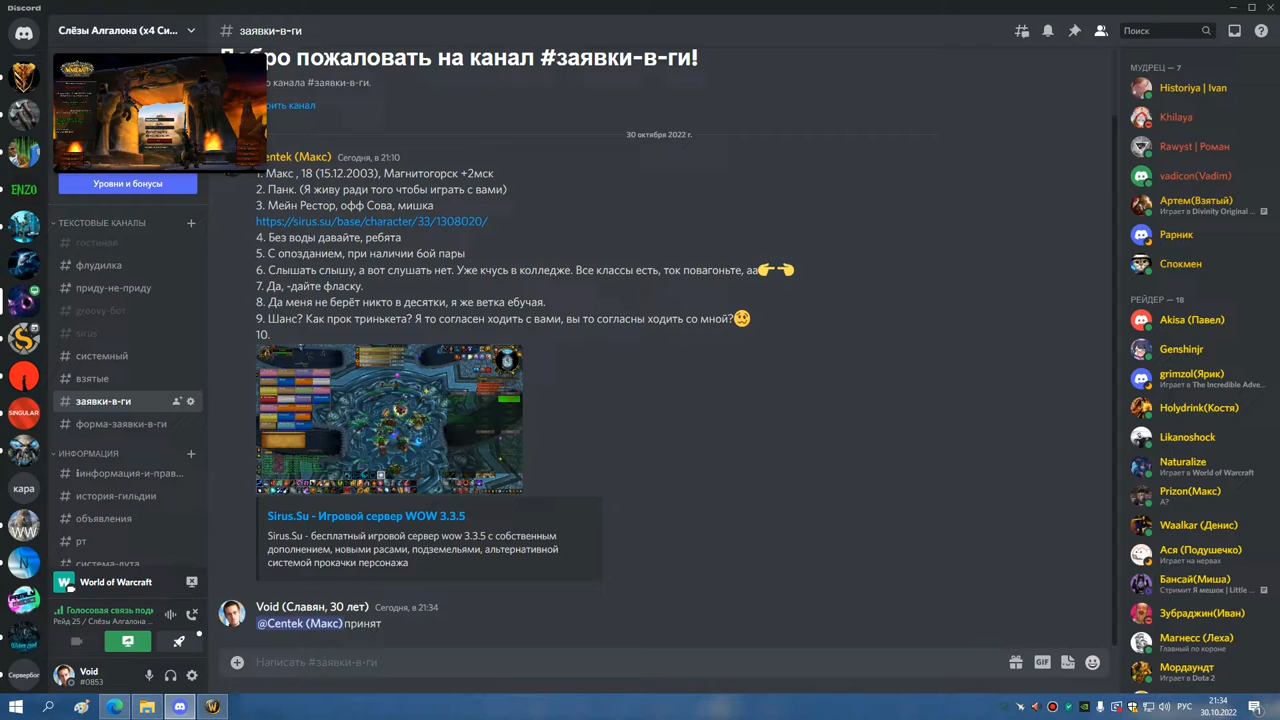 Discord
Слёзы Алгалона (x4 Си...
Уровни и бонусы
ENZO
SINGULAR
кара
WW
Сервербог
ТЕКСТОВЫЕ КАНАЛЫ
гостиная
флудилка
приду-не-приду
groovy-бот
sirus
системный
взятые
заявки-в-ги
форма-заявки-в-ги
ИНФОРМАЦИЯ
информация-и-прав...
история-гильдии
объявления
рт
система-лута
World of Warcraft
Голосовая связь подк
Рейд 25 / Слёзы Алгалона ...
Void
#0853
# заявки-в-ги
Поиск
пожаловать на канал #заявки-в-ги!
о канала #заявки-в-ги.
ить канал
30 октября 2022 г.
Centek (Макс) Сегодня, в 21:10
1. Макс , 18 (15.12.2003), Магнитогорск +2мск
2. Панк. (Я живу ради того чтобы играть с вами)
3. Мейн Рестор, офф Сова, мишка
https://sirus.su/base/character/33/1308020/
4. Без воды давайте, ребята
5. С опозданием, при наличии бой пары
6. Слышать слышу, а вот слушать нет. Уже кчусь в колледже. Все классы есть, ток повагоньте, аа👉👈
7. Да, -дайте фласку.
8. Да меня не берёт никто в десятки, я же ветка ебучая.
9. Шанс? Как прок тринькета? Я то согласен ходить с вами, вы то согласны ходить со мной?
10.
Sirus.Su - Игровой сервер WOW 3.3.5
Sirus.Su - бесплатный игровой сервер wow 3.3.5 с собственным
дополнением, новыми расами, подземельями, альтернативной
системой прокачки персонажа
Void (Славян, 30 лет) Сегодня, в 21:34
@Centek (Макс) принят
Написать #заявки-в-ги
GIF
МУДРЕЦ — 7
Historiya | Ivan
Khilaya
Rawyst | Роман
vadicon(Vadim)
Артем(Взятый)
Играет в Divinity Original ...
Рарник
Спокмен
РЕЙДЕР — 18
Akisa (Павел)
Genshinjr
grimzol(Ярик)
Играет в The Incredible Adve...
Holydrink(Костя)
Likanoshock
Naturalize
Играет в World of Warcraft
Prizon(Макс)
А?
Waalkar (Денис)
Ася (Подушечко)
Играет на нервах
Бансай(Миша)
Стримит Я мешок | Little ...
Зубраджин(Иван)
Магнесс (Леха)
Главный по короне
Мордаундт
Играет в Dota 2
РУС
21:34
30.10.2022
1